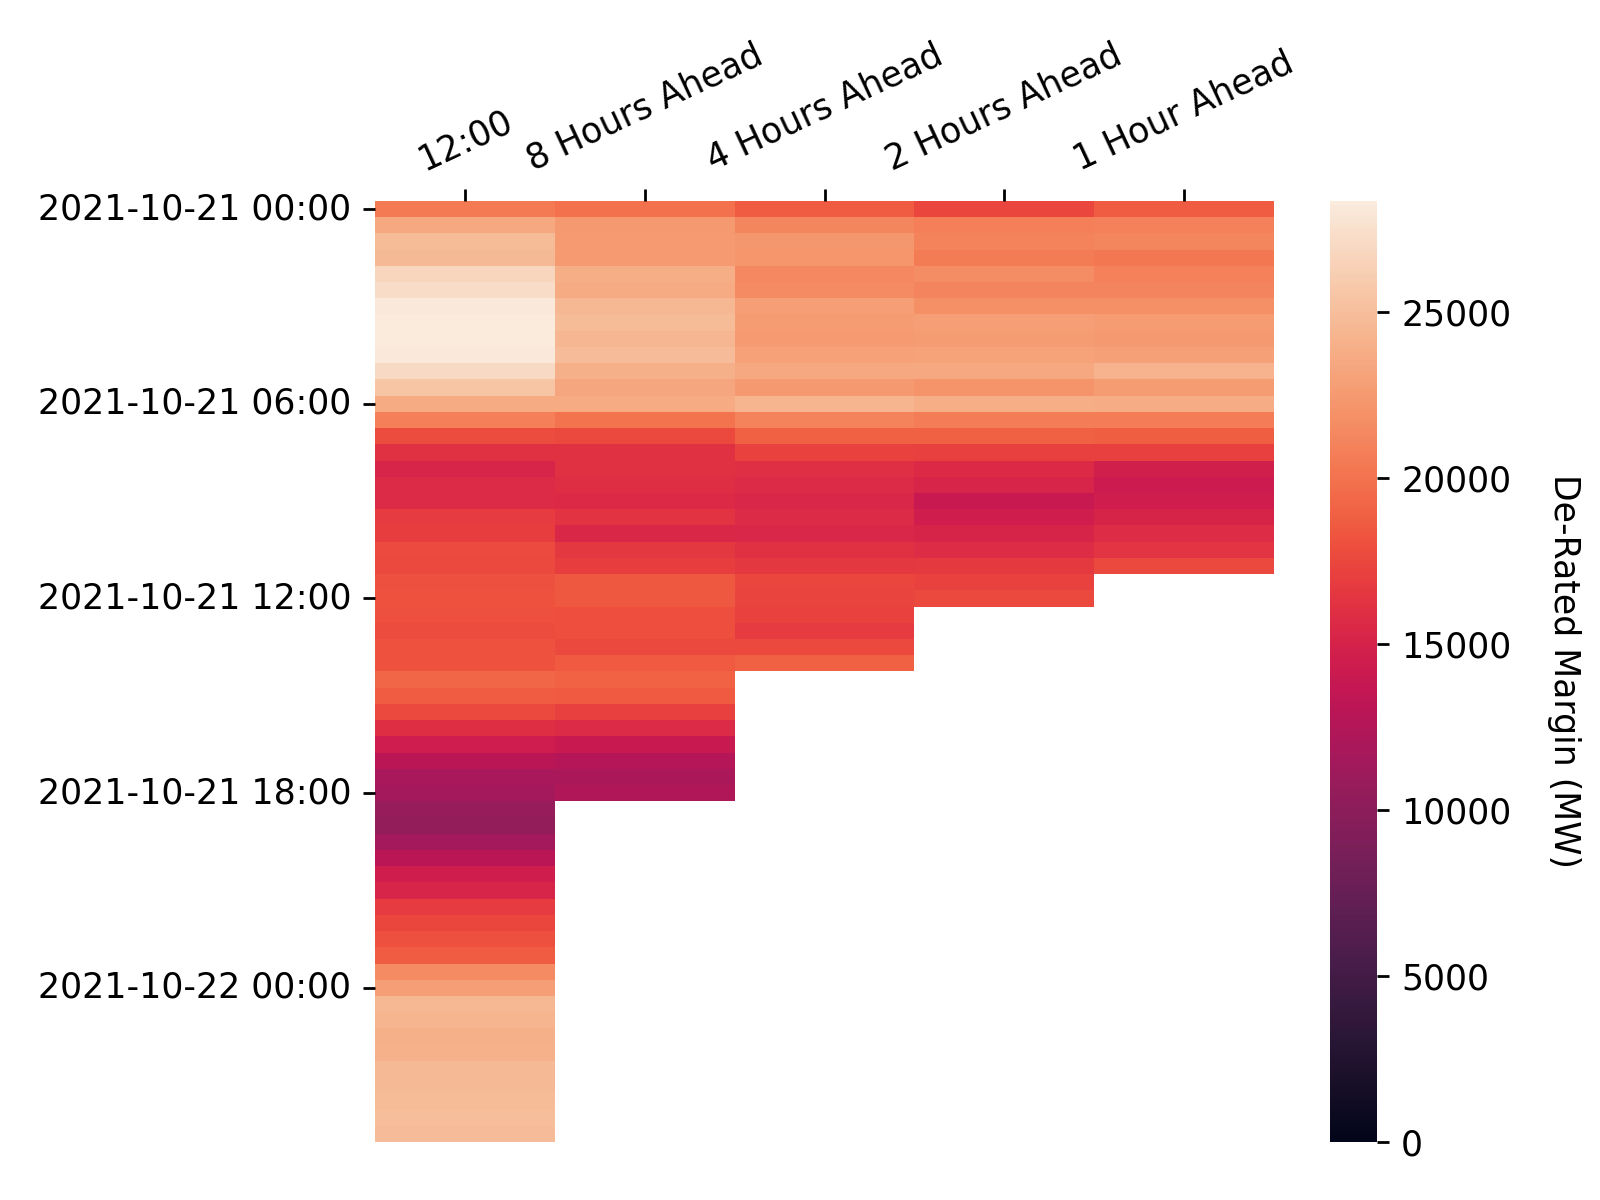 12:00
8 Hours Ahead
4 Hours Ahead
2 Hours Ahead
1 Hour Ahead
2021-10-21 00:00
2021-10-21 06:00
2021-10-21 12:00
2021-10-21 18:00
2021-10-22 00:00
25000
20000
15000
10000
5000
0
De-Rated Margin (MW)